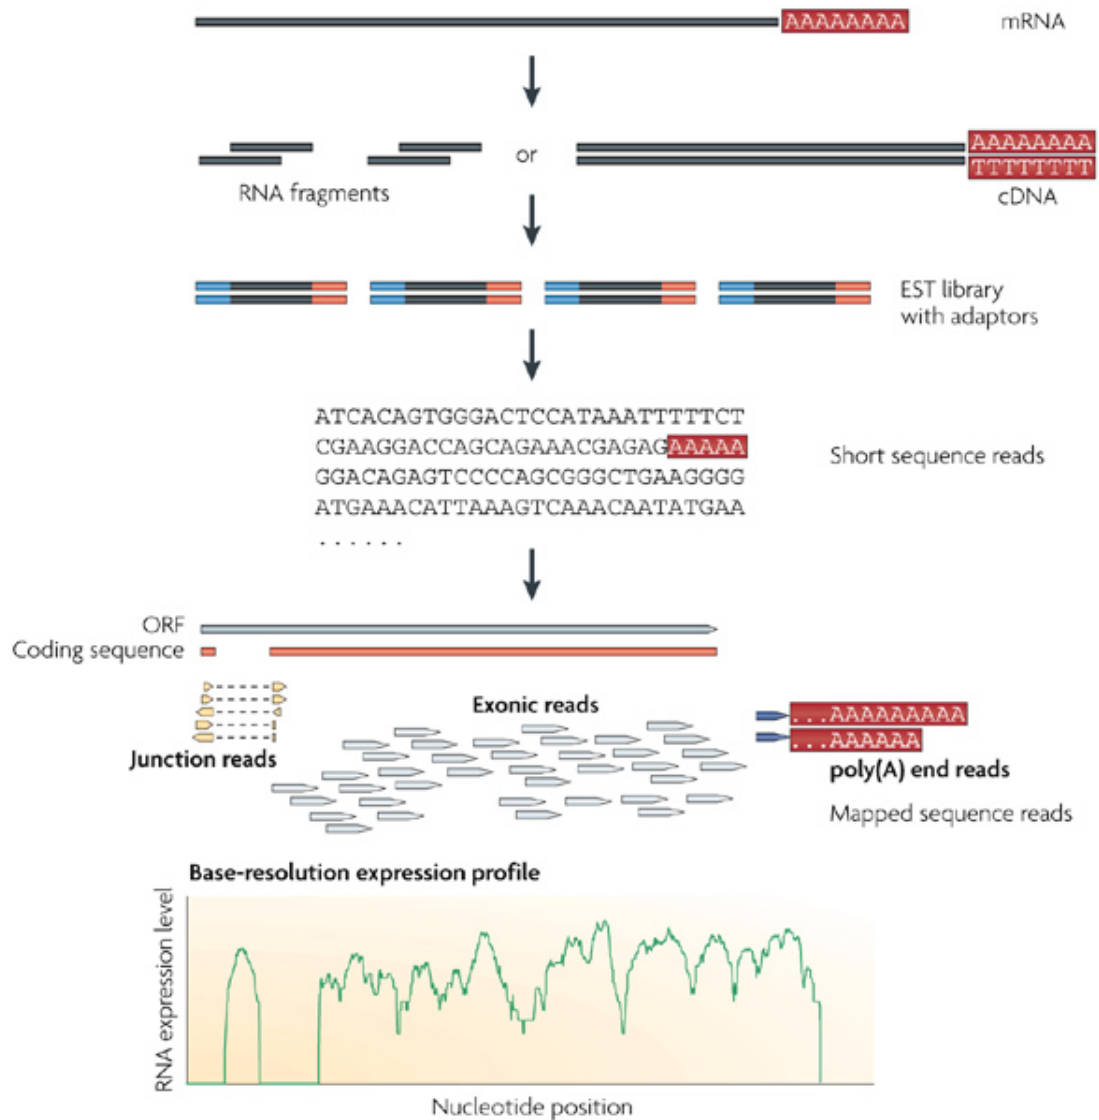 AAAAAAAA mRNA
or
AAAAAAAA
TTTTTTTT
RNA fragments
cDNA
EST library
with adaptors
ATCACAGTGGGACTCCATAAATTTTTCT
CGAAGGACCAGCAGAAACGAGAGAAAAA
GGACAGAGTCCCCAGCGGGCTGAAGGGG
ATGAAACATTAAAGTCAAACAATATGAA
. . . . . .
Short sequence reads
ORF
Coding sequence
Exonic reads
Junction reads
...AAAAAAAAA
...AAAAAA
poly(A) end reads
Mapped sequence reads
Base-resolution expression profile
RNA expression level
Nucleotide position